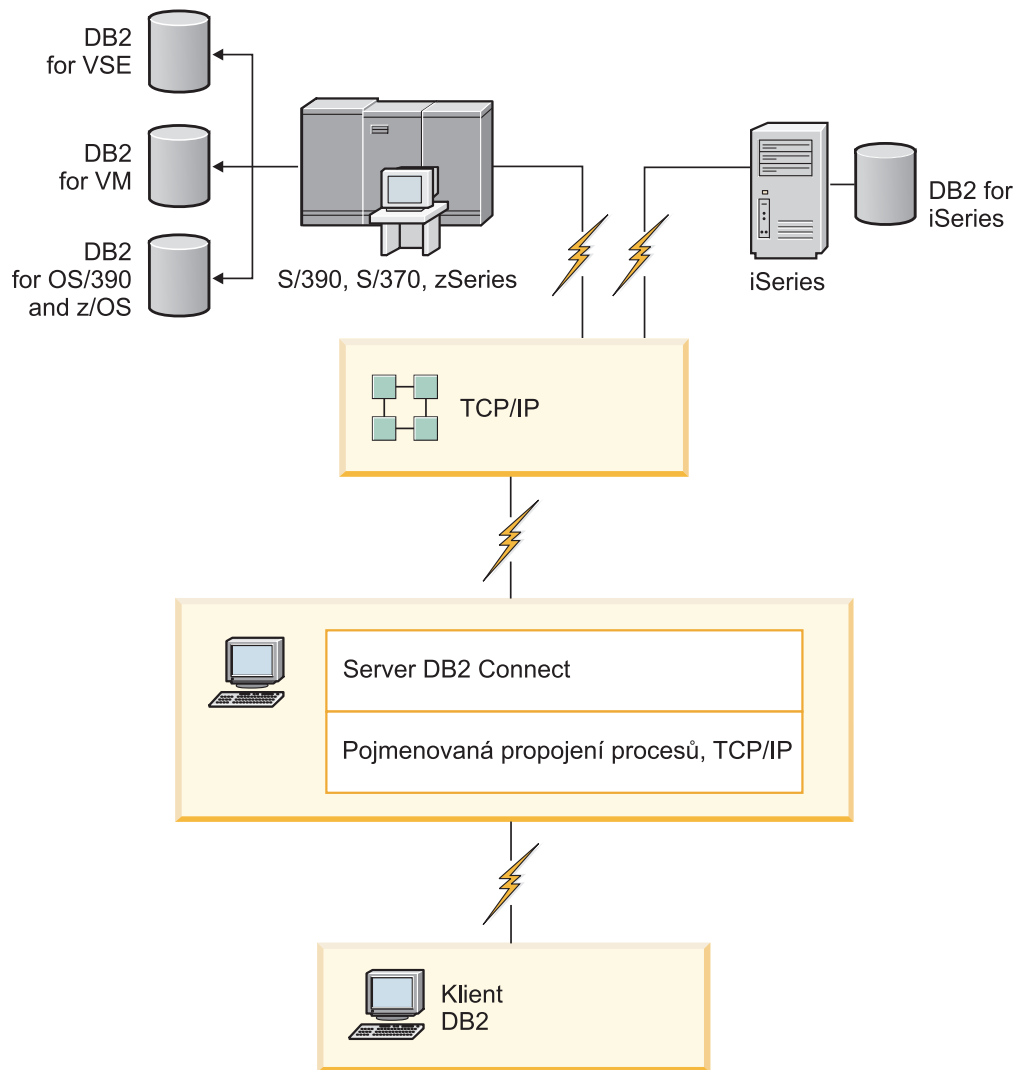 DB2
for VSE
DB2
for VM
DB2
for OS/390
and z/OS
S/390, S/370, zSeries
iSeries
DB2 for
iSeries
TCP/IP
Server DB2 Connect
Pojmenovaná propojení procesů, TCP/IP
Klient
DB2